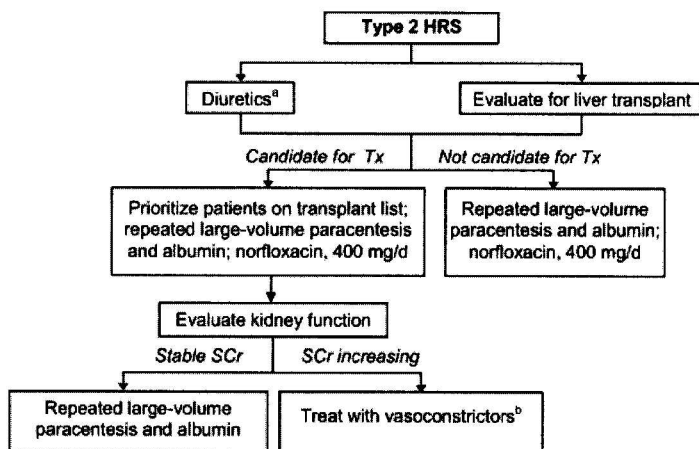 Type 2 HRS
Diureticsᵃ
Evaluate for liver transplant
Candidate for Tx
Not candidate for Tx
Prioritize patients on transplant list;
repeated large-volume paracentesis
and albumin; norfloxacin, 400 mg/d
Repeated large-volume
paracentesis and albumin;
norfloxacin, 400 mg/d
Evaluate kidney function
Stable SCr
SCr increasing
Repeated large-volume
paracentesis and albumin
Treat with vasoconstrictorsᵇ